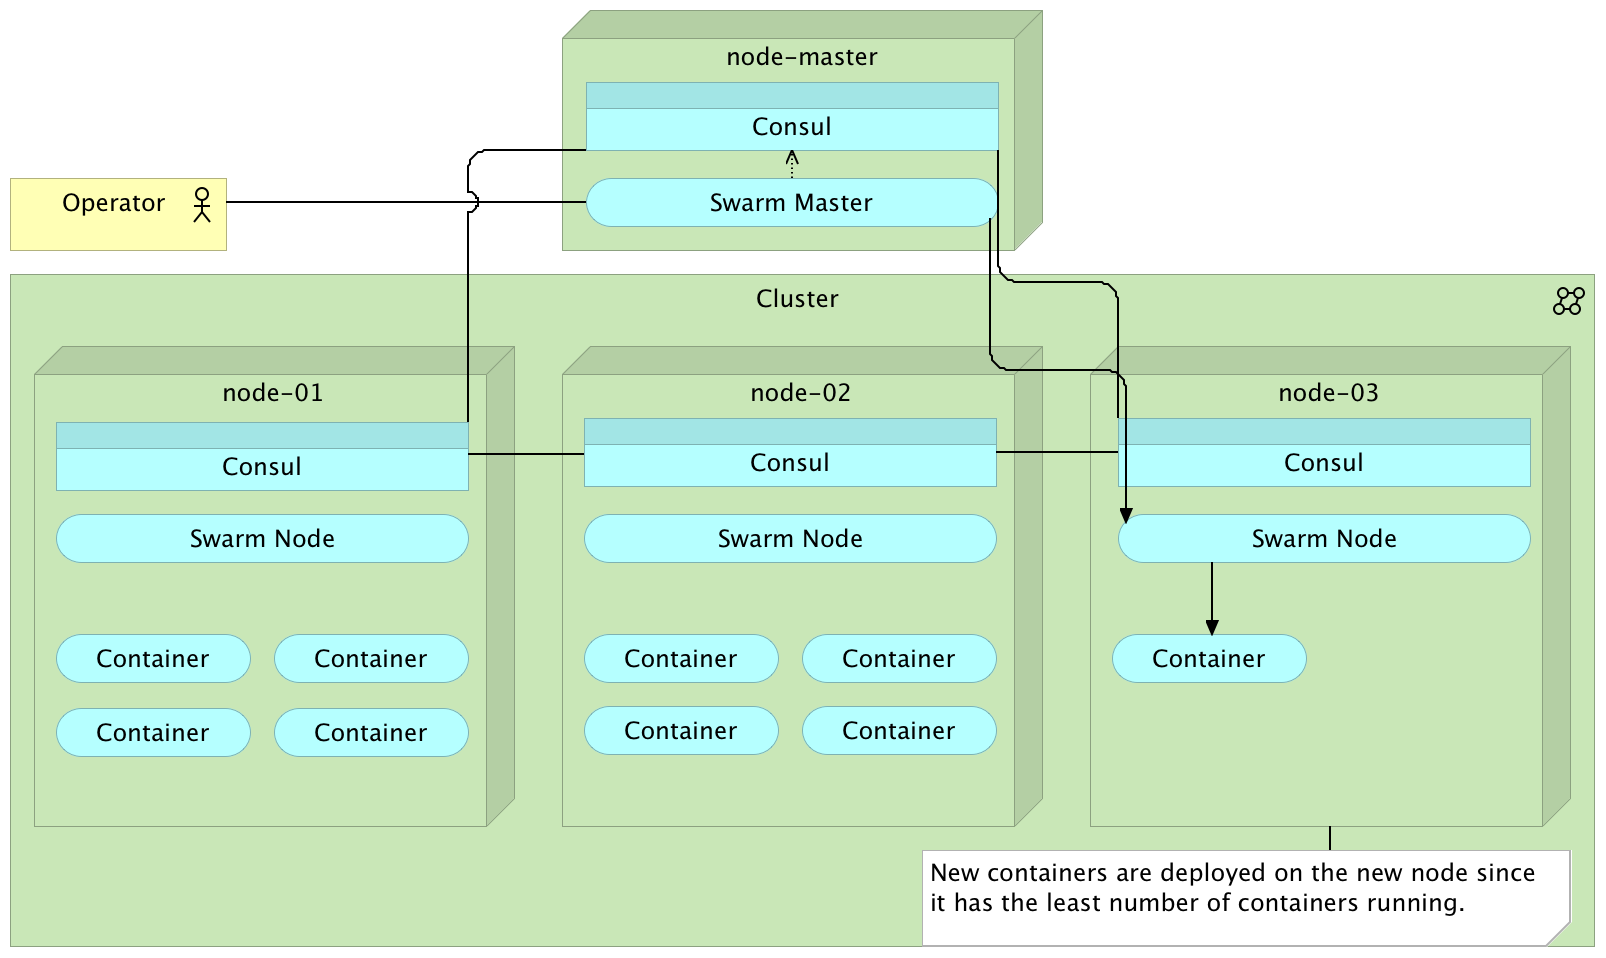 node-master
Consul
Operator
Swarm Master
Cluster
node-01
node-02
node-03
Consul
Consul
Consul
Swarm Node
Swarm Node
Swarm Node
Container
Container
Container
Container
Container
Container
Container
Container
Container
New containers are deployed on the new node since
it has the least number of containers running.